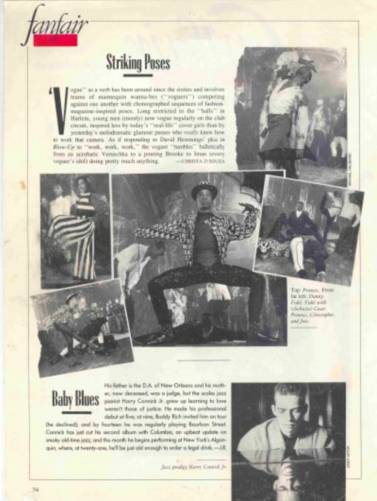 fanfair
Striking Poses
"Vogue" as a verb has been around since the sixties and involves
teams of mannequin wanna-bes ("voguers") competing
against one another with choreographed sequences of fashion-
magazine-inspired poses. Long restricted to the "balls" in
Harlem, young men (mostly) now vogue regularly on the club
circuit, inspired less by today's "real-life" cover girls than by
yesterday's melodramatic glamour pusses who really knew how
to work that camera. As if responding to David Hemmings' plea in
Blow-Up to "work, work, work," the voguer "tumbles" balletically
from an acrobatic Veruschka to a pouting Brooke to Iman (every
voguer's idol) doing pretty much anything. —CHRISTA D'SOUZA
Top: Princess. From
far left: Danny;
Fidel; Fidel with
Princess, Christopher,
and Jose.
Baby Blues
His father is the D.A. of New Orleans and his moth-
er, now deceased, was a judge, but the scales jazz
pianist Harry Connick Jr. grew up learning to love
weren't those of justice. He made his professional
debut at five; at nine, Buddy Rich invited him on tour
(he declined); and by fourteen he was regularly playing Bourbon Street.
Connick has just cut his second album with Columbia, an upbeat update on
smoky old-time jazz, and this month he begins performing at New York's Algon-
quin, where, at twenty-one, he'll be just old enough to order a legal drink. —J.R.
Jazz prodigy Harry Connick Jr.